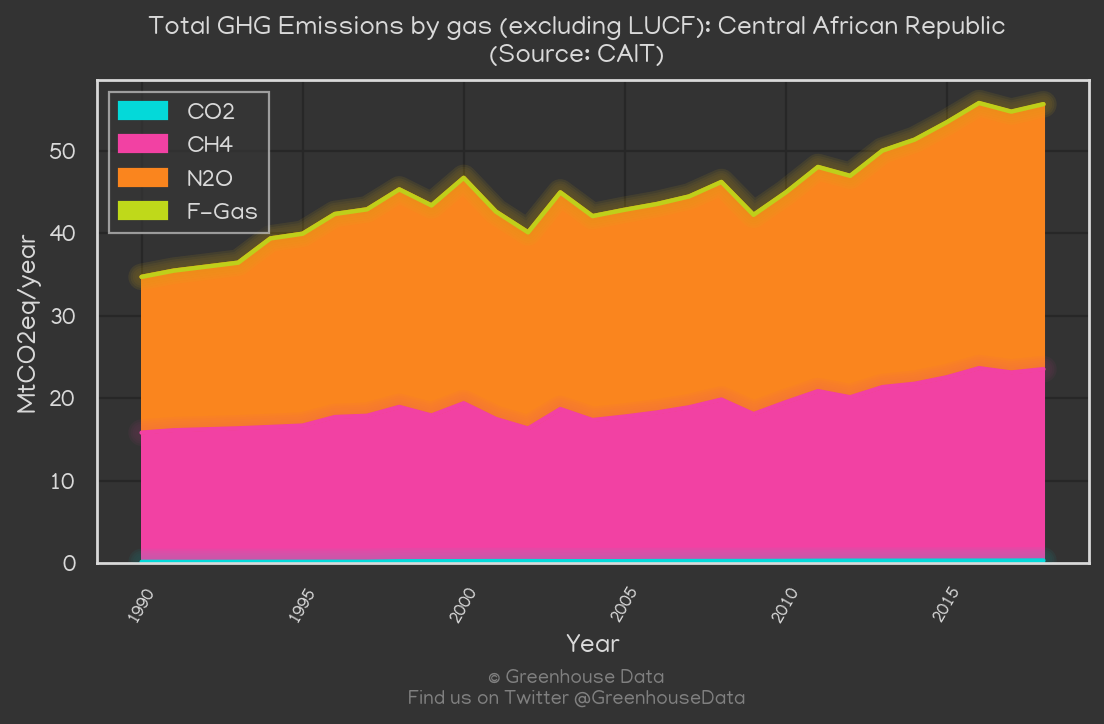 Total GHG Emissions by gas (excluding LUCF): Central African Republic
(Source: CAIT)
CO2
CH4
N2O
F-Gas
MtCO2eq/year
50
40
30
20
10
0
1990
1995
2000
2005
2010
2015
Year
© Greenhouse Data
Find us on Twitter @GreenhouseData